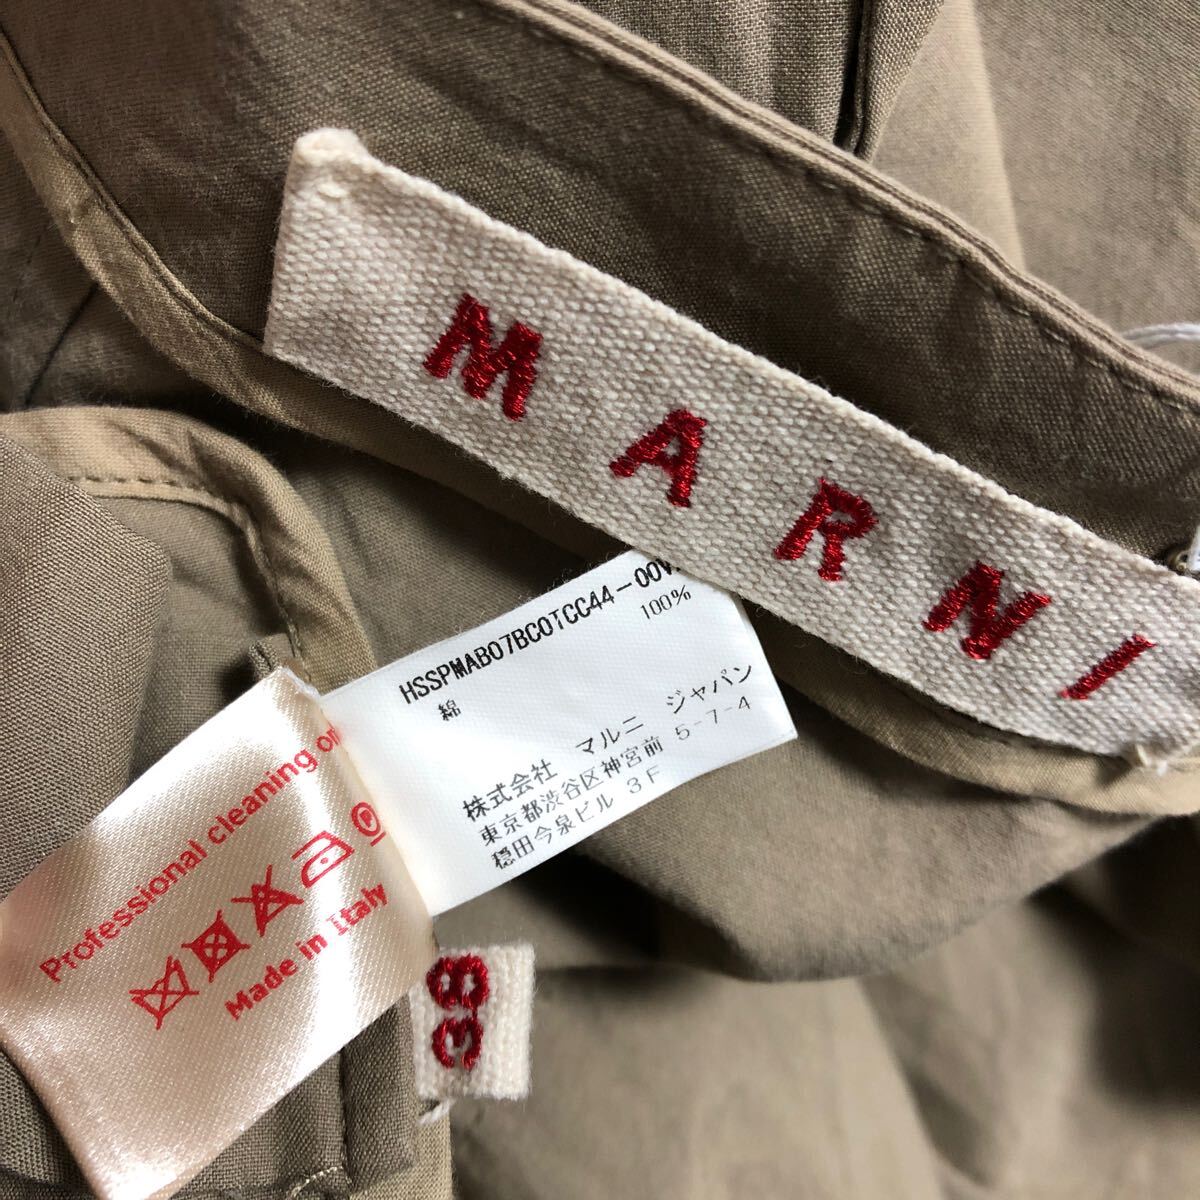 MARNI
HSSPMAB07BC0TCC44-00
綿 100%
株式会社 マルニ ジャパン
東京都渋谷区神宮前 5-7-4
穏田今泉ビル 3F
Professional cleaning
Made in Italy
38